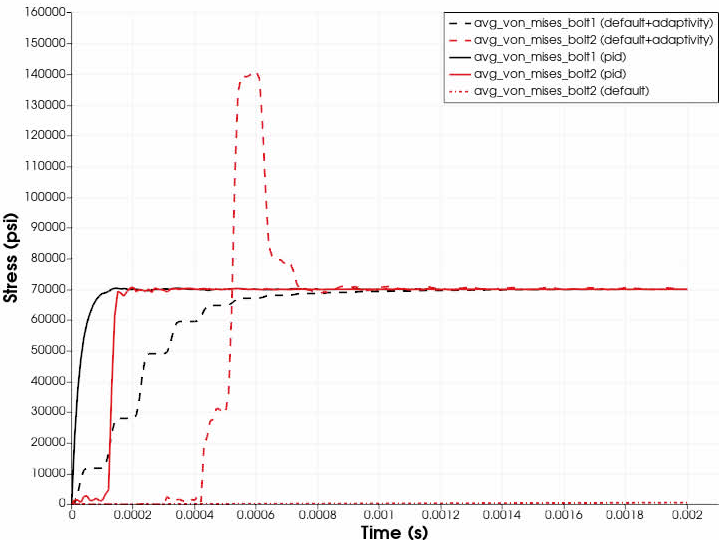 160000
150000
140000
130000
120000
110000
100000
90000
80000
70000
60000
50000
40000
30000
20000
10000
0
Stress (psi)
avg_von_mises_bolt1 (default+adaptivity)
avg_von_mises_bolt2 (default+adaptivity)
avg_von_mises_bolt1 (pid)
avg_von_mises_bolt2 (pid)
avg_von_mises_bolt2 (default)
0 0.0002 0.0004 0.0006 0.0008 0.001 0.0012 0.0014 0.0016 0.0018 0.002
Time (s)